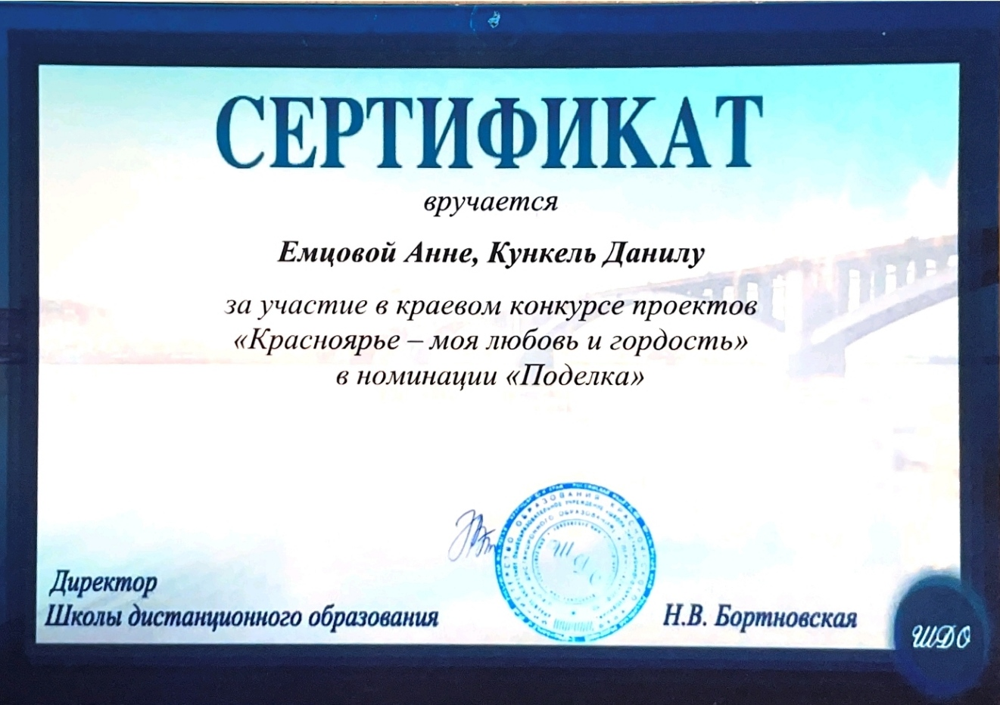 СЕРТИФИКАТ
вручается
Емцовой Анне, Кункель Данилу
за участие в краевом конкурсе проектов
«Красноярье – моя любовь и гордость»
в номинации «Поделка»
Директор
Школы дистанционного образования
Н.В. Бортновская
ШДО
ШДО